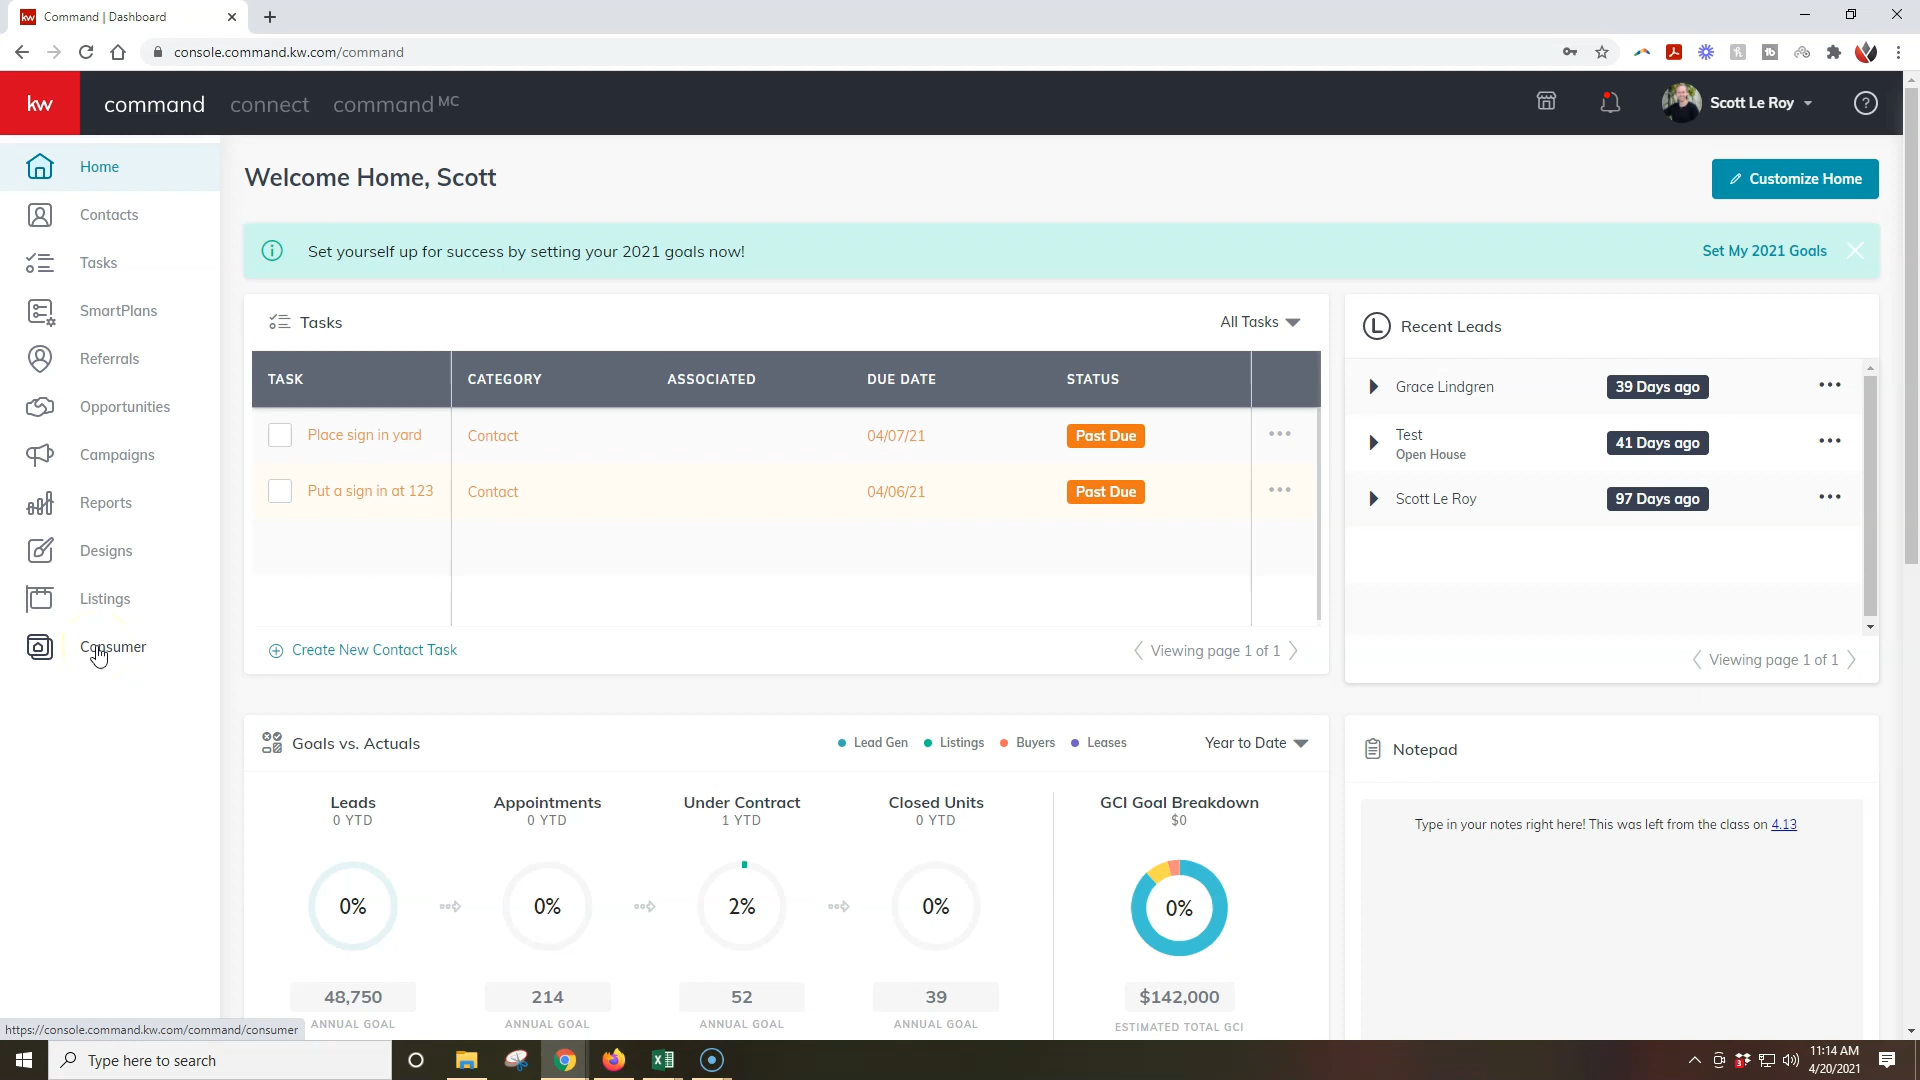 kw
Command | Dashboard
console.command.kw.com/command
kw
command
connect
command MC
Scott Le Roy
?
Home
Contacts
Tasks
SmartPlans
Referrals
Opportunities
Campaigns
Reports
Designs
Listings
Consumer
Welcome Home, Scott
Customize Home
Set yourself up for success by setting your 2021 goals now!
Set My 2021 Goals
Tasks
All Tasks
TASK CATEGORY ASSOCIATED DUE DATE STATUS
Place sign in yard Contact 04/07/21 Past Due
Put a sign in at 123 Contact 04/06/21 Past Due
Create New Contact Task
Viewing page 1 of 1
L Recent Leads
Grace Lindgren 39 Days ago
Test 41 Days ago
Open House
Scott Le Roy 97 Days ago
Viewing page 1 of 1
Goals vs. Actuals
Lead Gen Listings Buyers Leases
Year to Date
Leads
0 YTD
0%
48,750
ANNUAL GOAL
Appointments
0 YTD
0%
214
ANNUAL GOAL
Under Contract
1 YTD
2%
52
ANNUAL GOAL
Closed Units
0 YTD
0%
39
ANNUAL GOAL
GCI Goal Breakdown
$0
0%
$142,000
ESTIMATED TOTAL GCI
Notepad
Type in your notes right here! This was left from the class on 4.13
https://console.command.kw.com/command/consumer
Type here to search
11:14 AM
4/20/2021